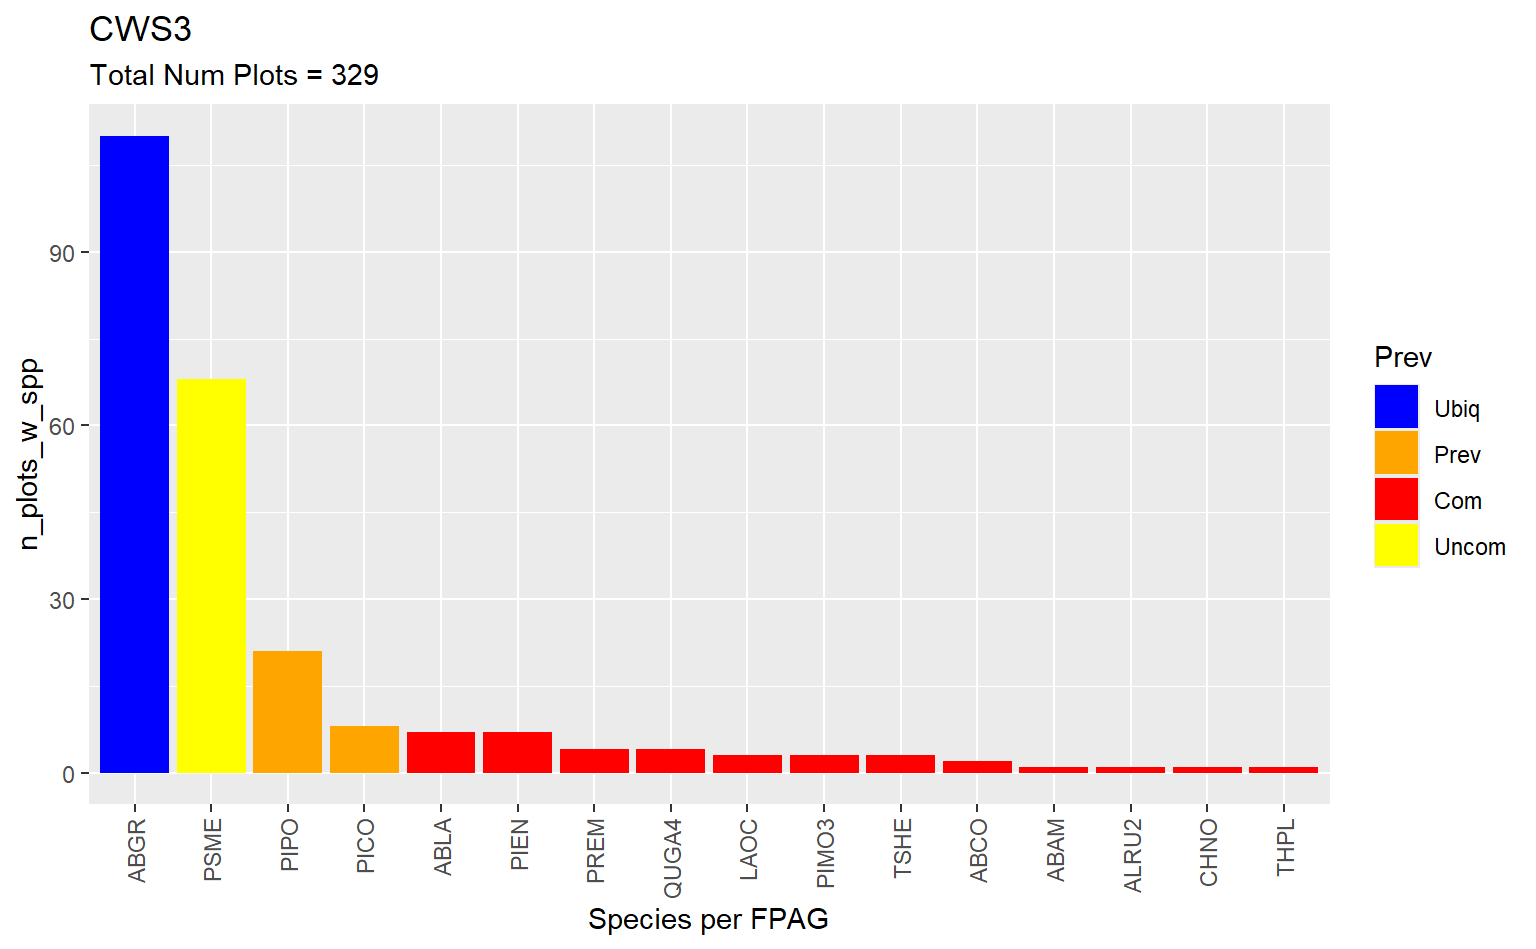 CWS3
Total Num Plots = 329
n_plots_w_spp
90
60
30
0
ABGR
PSME
PIPO
PICO
ABLA
PIEN
PREM
QUGA4
LAOC
PIMO3
TSHE
ABCO
ABAM
ALRU2
CHNO
THPL
Species per FPAG
Prev
Ubiq
Prev
Com
Uncom